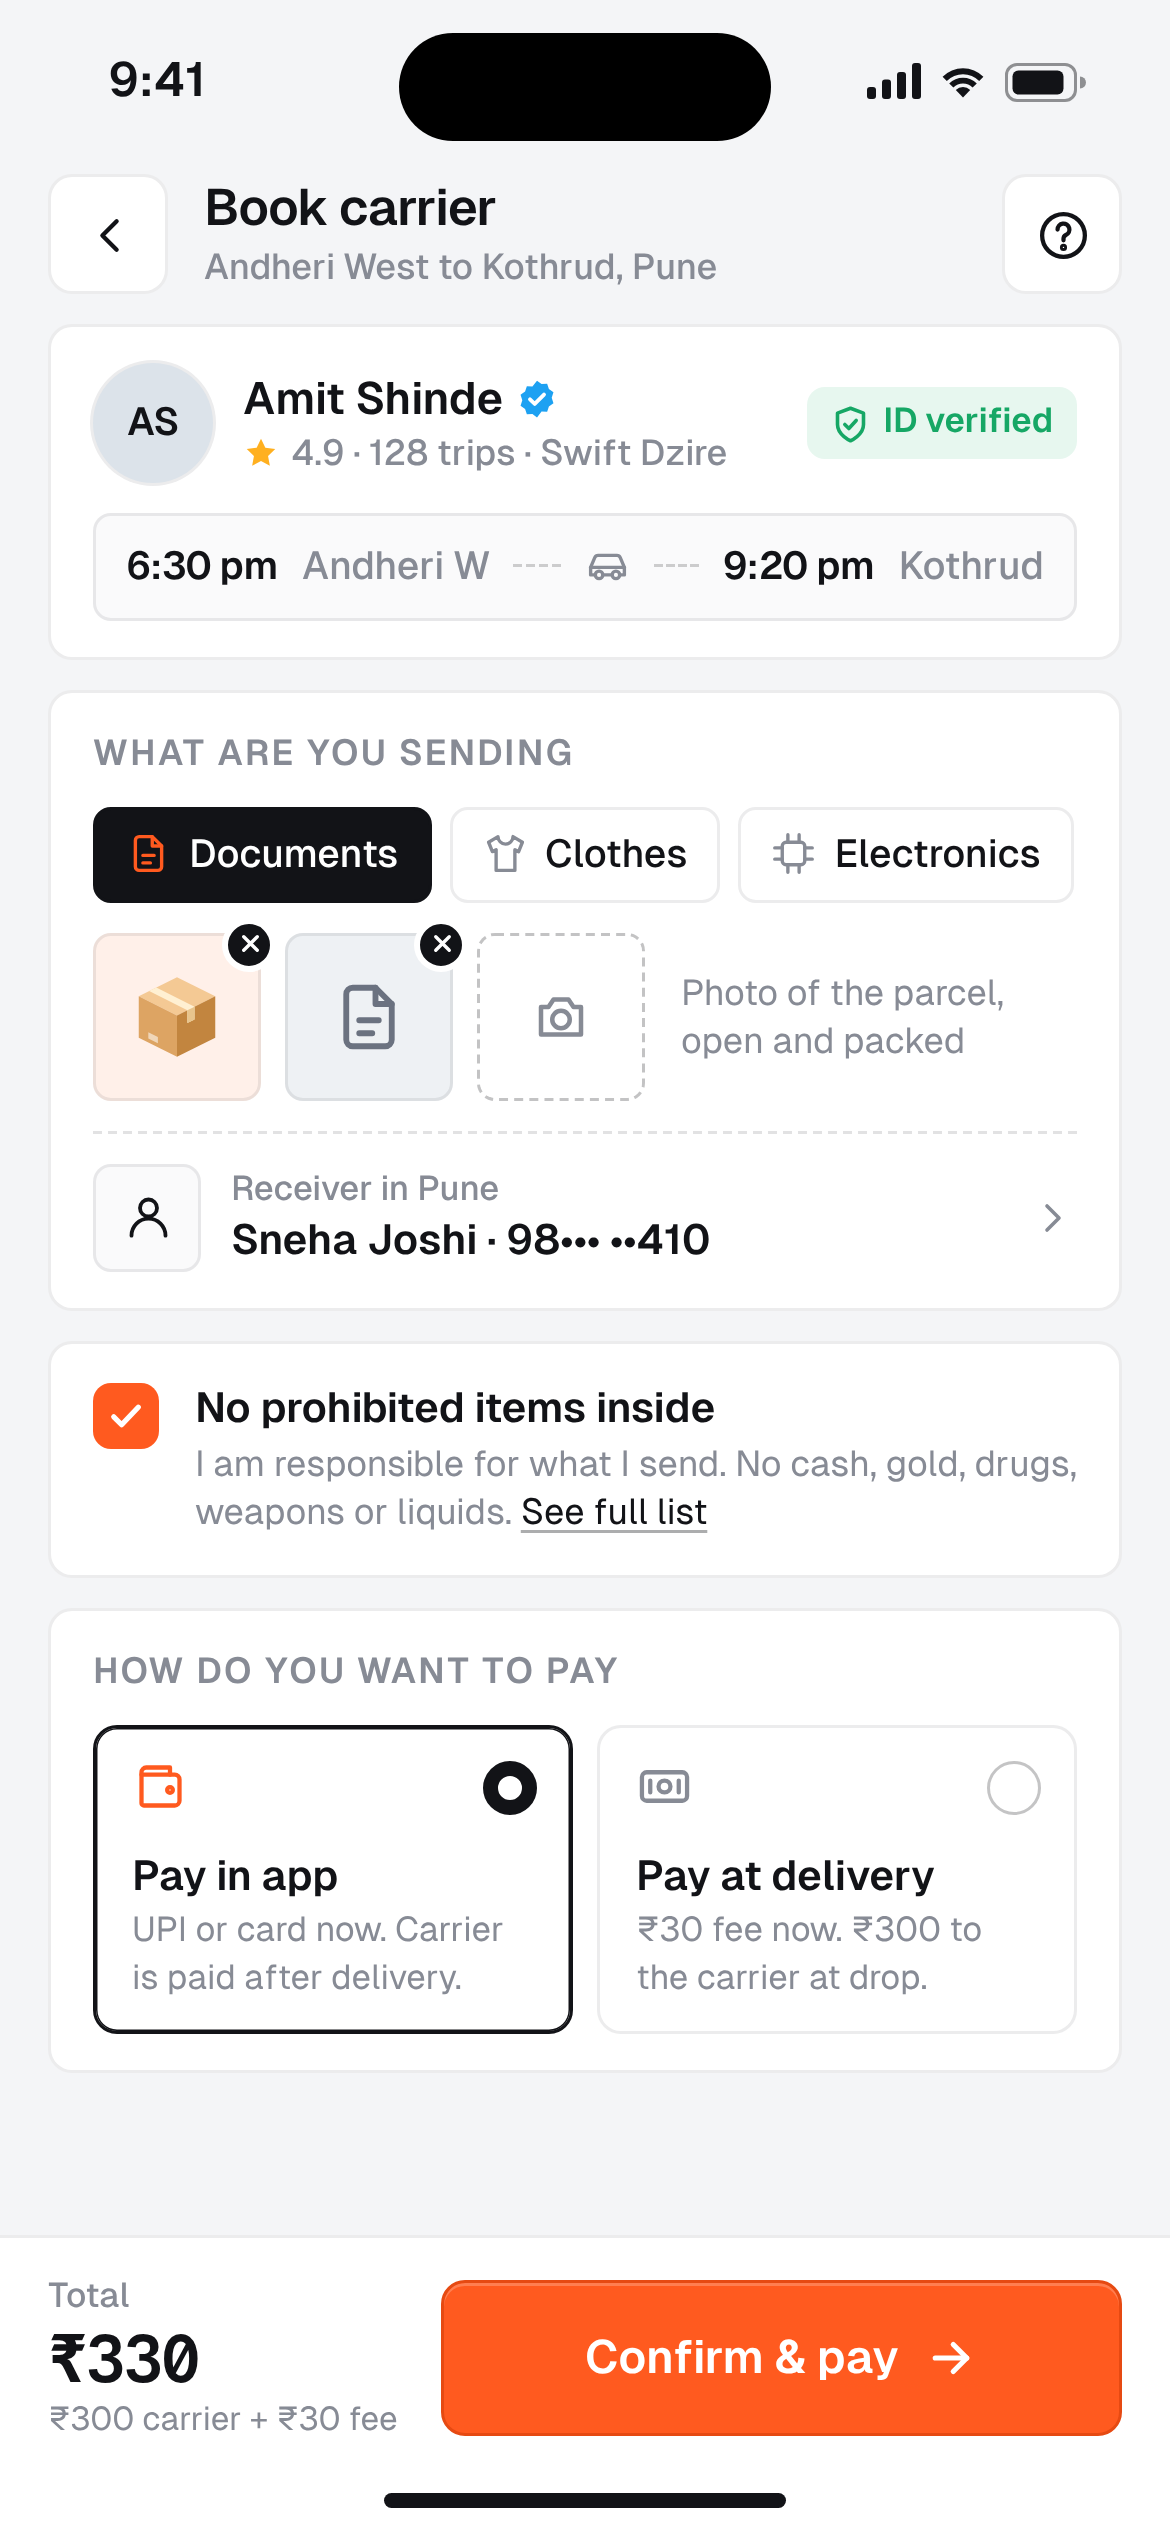 9:41
Book carrier
Andheri West to Kothrud, Pune
AS
Amit Shinde
4.9 · 128 trips · Swift Dzire
ID verified
6:30 pm Andheri W 9:20 pm Kothrud
WHAT ARE YOU SENDING
Documents Clothes Electronics
Photo of the parcel,
open and packed
Receiver in Pune
Sneha Joshi · 98••• ••410
No prohibited items inside
I am responsible for what I send. No cash, gold, drugs,
weapons or liquids. See full list
HOW DO YOU WANT TO PAY
Pay in app
UPI or card now. Carrier
is paid after delivery.
Pay at delivery
₹30 fee now. ₹300 to
the carrier at drop.
Total
₹330
₹300 carrier + ₹30 fee
Confirm & pay →